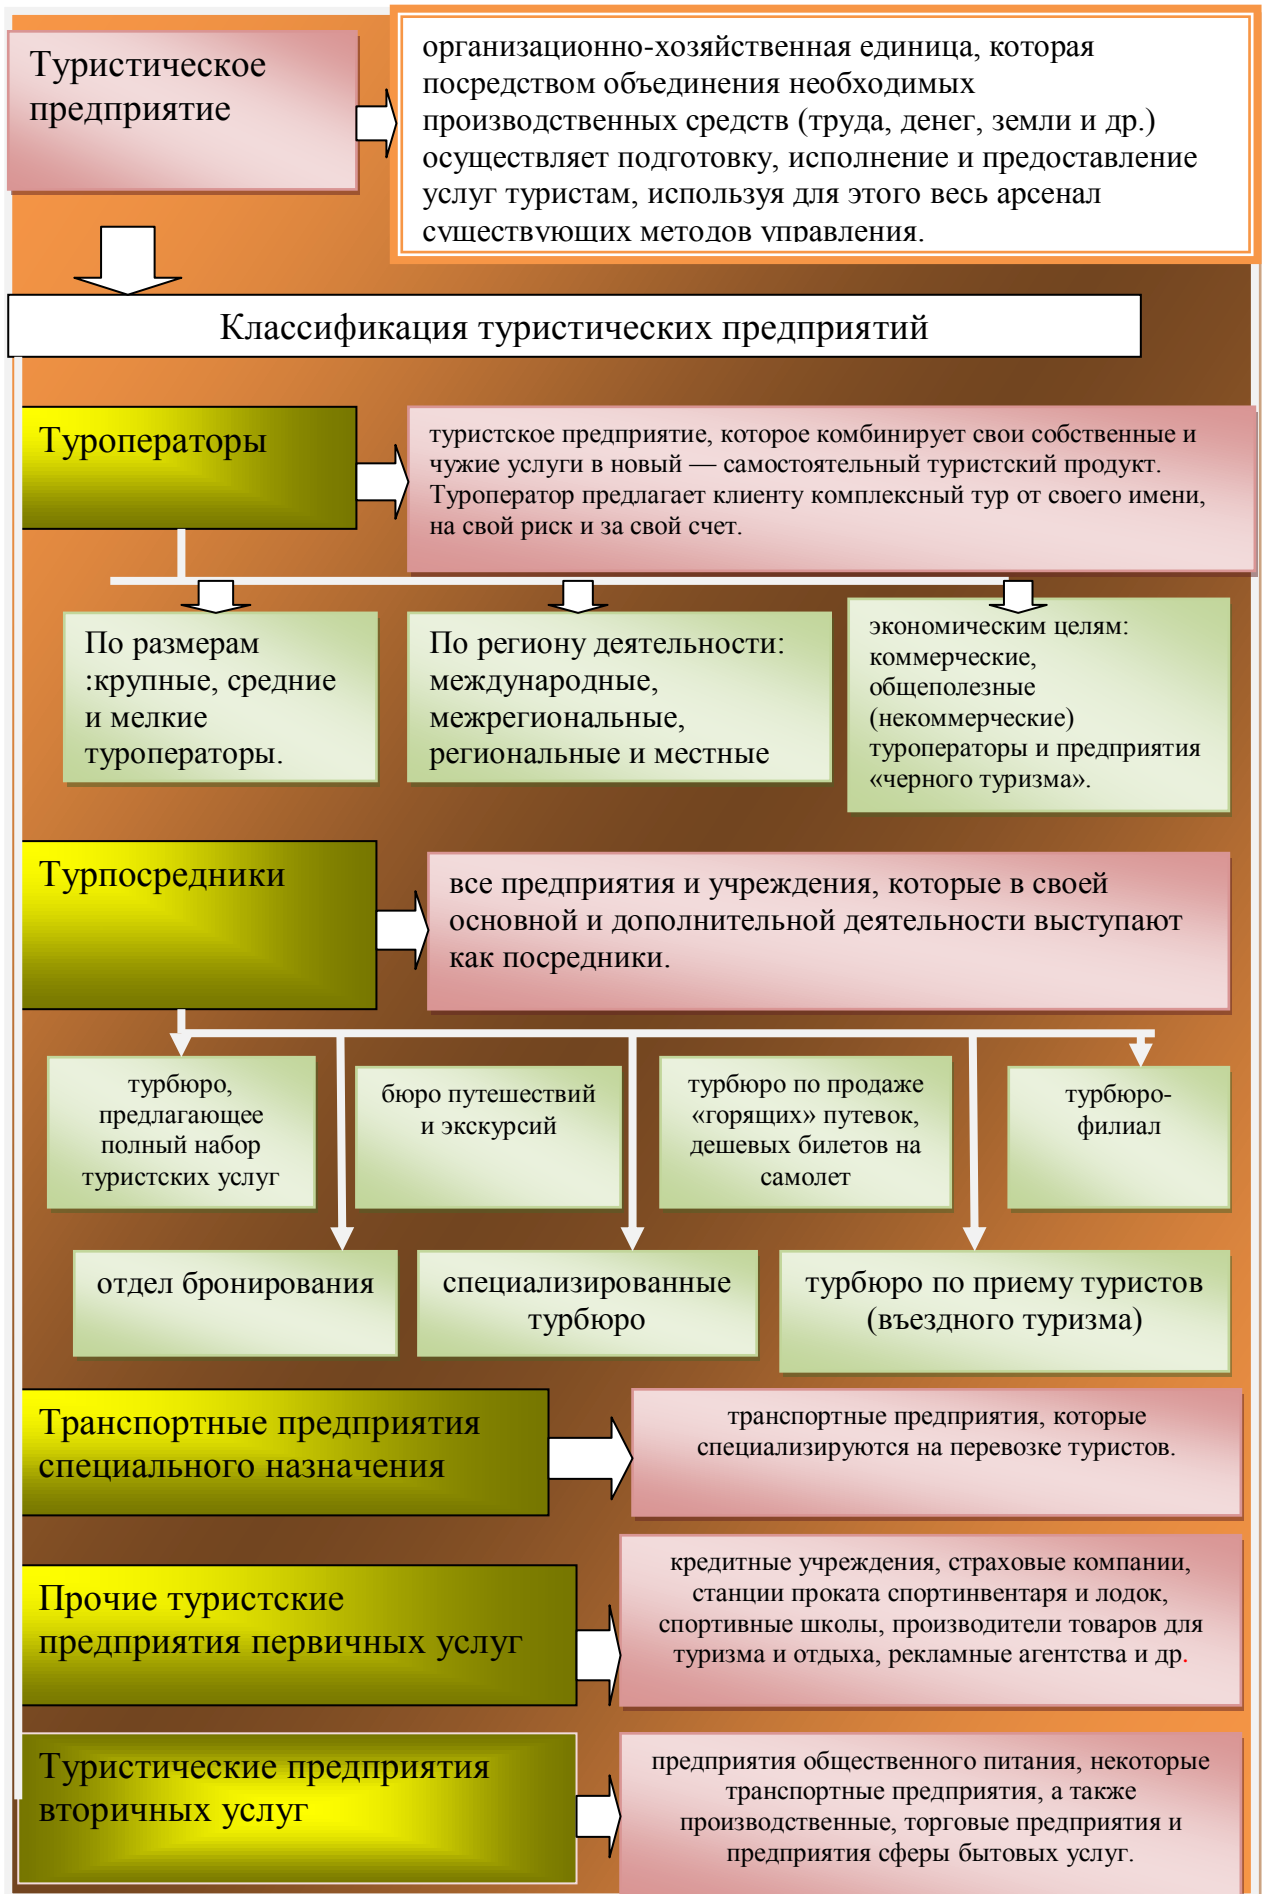 Туристическое
предприятие
организационно-хозяйственная единица, которая
посредством объединения необходимых
производственных средств (труда, денег, земли и др.)
осуществляет подготовку, исполнение и предоставление
услуг туристам, используя для этого весь арсенал
существующих методов управления.
Классификация туристических предприятий
Туроператоры
туристское предприятие, которое комбинирует свои собственные и
чужие услуги в новый — самостоятельный туристский продукт.
Туроператор предлагает клиенту комплексный тур от своего имени,
на свой риск и за свой счет.
По размерам
:крупные, средние
и мелкие
туроператоры.
По региону деятельности:
международные,
межрегиональные,
региональные и местные
экономическим целям:
коммерческие,
общеполезные
(некоммерческие)
туроператоры и предприятия
«черного туризма».
Турпосредники
все предприятия и учреждения, которые в своей
основной и дополнительной деятельности выступают
как посредники.
турбюро,
предлагающее
полный набор
туристских услуг
бюро путешествий
и экскурсий
турбюро по продаже
«горящих» путевок,
дешевых билетов на
самолет
турбюро-
филиал
отдел бронирования
специализированные
турбюро
турбюро по приему туристов
(въездного туризма)
Транспортные предприятия
специального назначения
транспортные предприятия, которые
специализируются на перевозке туристов.
Прочие туристские
предприятия первичных услуг
кредитные учреждения, страховые компании,
станции проката спортинвентаря и лодок,
спортивные школы, производители товаров для
туризма и отдыха, рекламные агентства и др.
Туристические предприятия
вторичных услуг
предприятия общественного питания, некоторые
транспортные предприятия, а также
производственные, торговые предприятия и
предприятия сферы бытовых услуг.